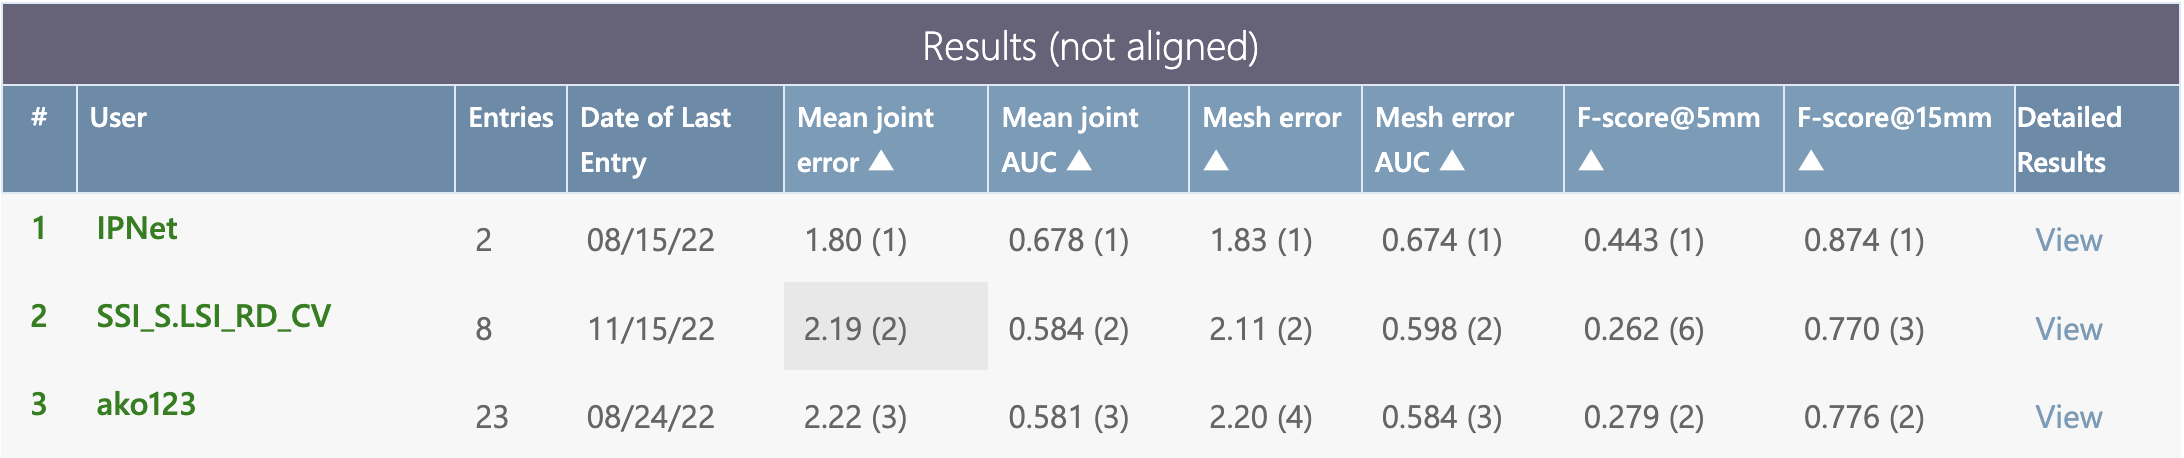 Results (not aligned)
# User Entries Date of Last Entry Mean joint error ▲ Mean joint AUC ▲ Mesh error ▲ Mesh error AUC ▲ F-score@5mm ▲ F-score@15mm ▲ Detailed Results
1 IPNet 2 08/15/22 1.80 (1) 0.678 (1) 1.83 (1) 0.674 (1) 0.443 (1) 0.874 (1) View
2 SSI_S.LSI_RD_CV 8 11/15/22 2.19 (2) 0.584 (2) 2.11 (2) 0.598 (2) 0.262 (6) 0.770 (3) View
3 ako123 23 08/24/22 2.22 (3) 0.581 (3) 2.20 (4) 0.584 (3) 0.279 (2) 0.776 (2) View